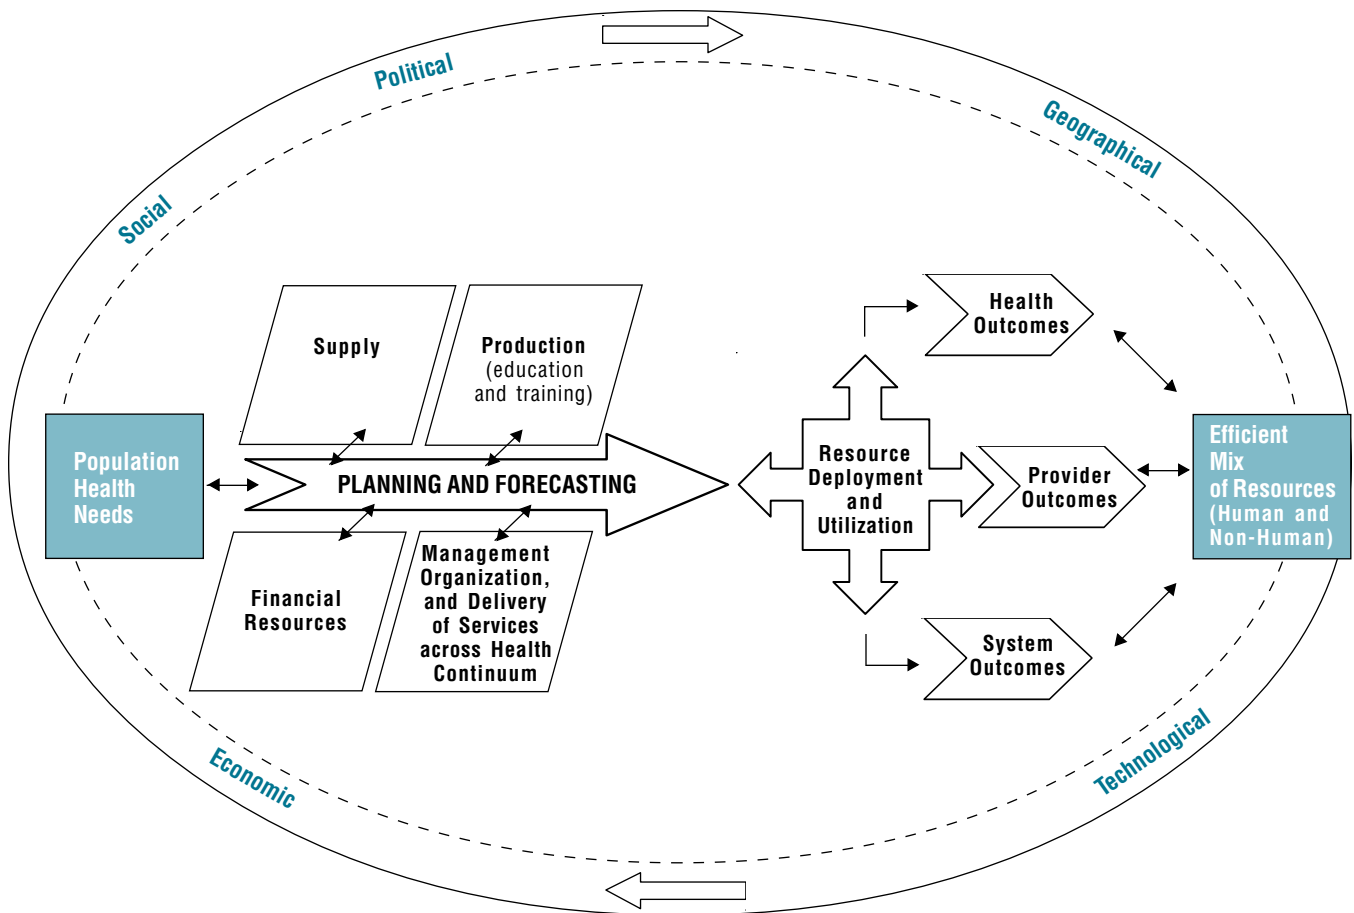 Political
Geographical
Social
Supply
Production
(education
and training)
Population
Health
Needs
PLANNING AND FORECASTING
Financial
Resources
Management
Organization,
and Delivery
of Services
across Health
Continuum
Resource
Deployment
and
Utilization
Health
Outcomes
Provider
Outcomes
System
Outcomes
Efficient
Mix
of Resources
(Human and
Non-Human)
Economic
Technological